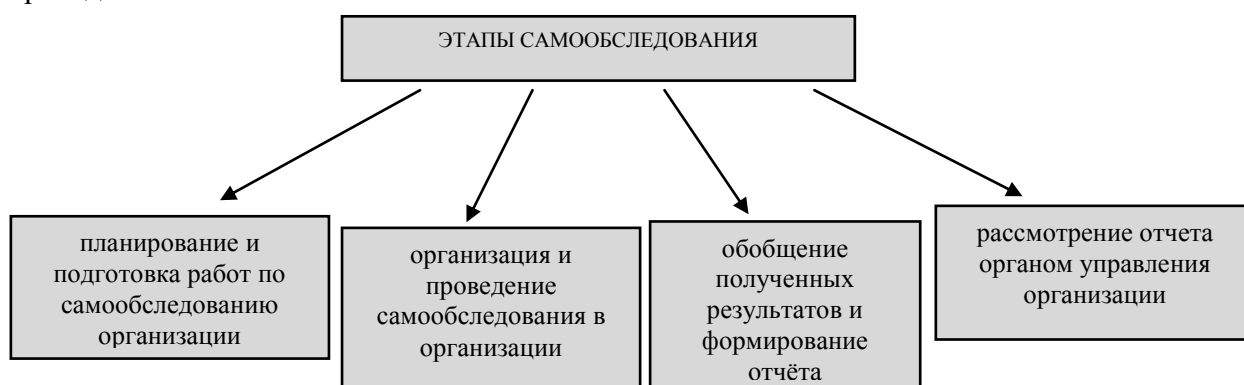 ЭТАПЫ САМООБСЛЕДОВАНИЯ
планирование и
подготовка работ по
самообследованию
организации
организация и
проведение
самообследования в
организации
обобщение
полученных
результатов и
формирование
отчёта
рассмотрение отчета
органом управления
организации